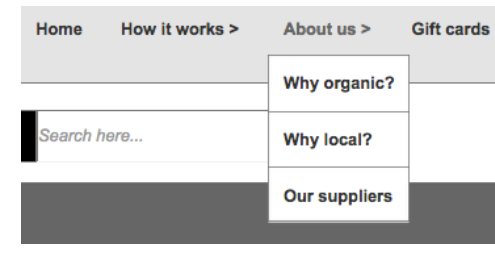 Home How it works > About us > Gift cards
Why organic?
Search here...
Why local?
Our suppliers